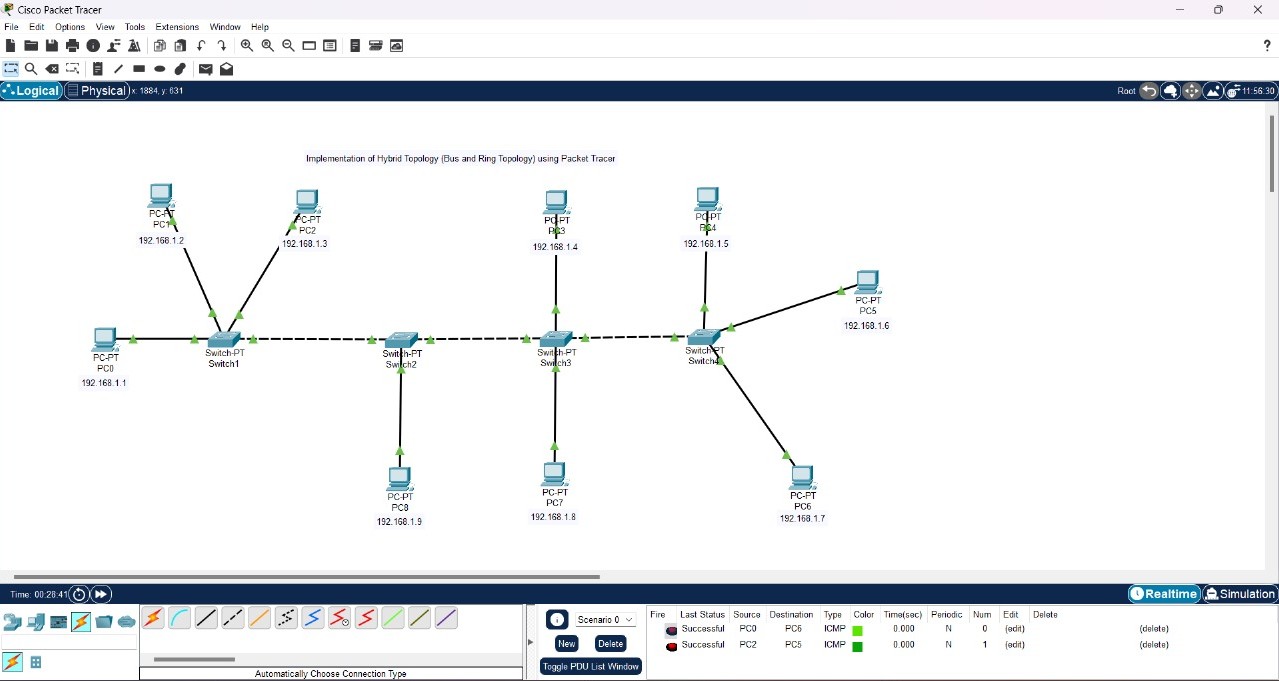 Cisco Packet Tracer
File Edit Options View Tools Extensions Window Help
?
Logical Physical x: 1884, y: 631 Root 11:56:30
Implementation of Hybrid Topology (Bus and Ring Topology) using Packet Tracer
PC-PT
PC1
192.168.1.2
PC-PT
PC2
192.168.1.3
PC-PT
PC3
192.168.1.4
PC-PT
PC4
192.168.1.5
PC-PT
PC5
192.168.1.6
PC-PT
PC0
192.168.1.1
Switch-PT
Switch1
Switch-PT
Switch2
Switch-PT
Switch3
Switch-PT
Switch4
PC-PT
PC8
192.168.1.9
PC-PT
PC7
192.168.1.8
PC-PT
PC6
192.168.1.7
Time: 00:28:41 Realtime Simulation
Scenario 0
New Delete
Toggle PDU List Window
Automatically Choose Connection Type
Fire Last Status Source Destination Type Color Time(sec) Periodic Num Edit Delete
Successful PC0 PC6 ICMP 0.000 N 0 (edit) (delete)
Successful PC2 PC5 ICMP 0.000 N 1 (edit) (delete)